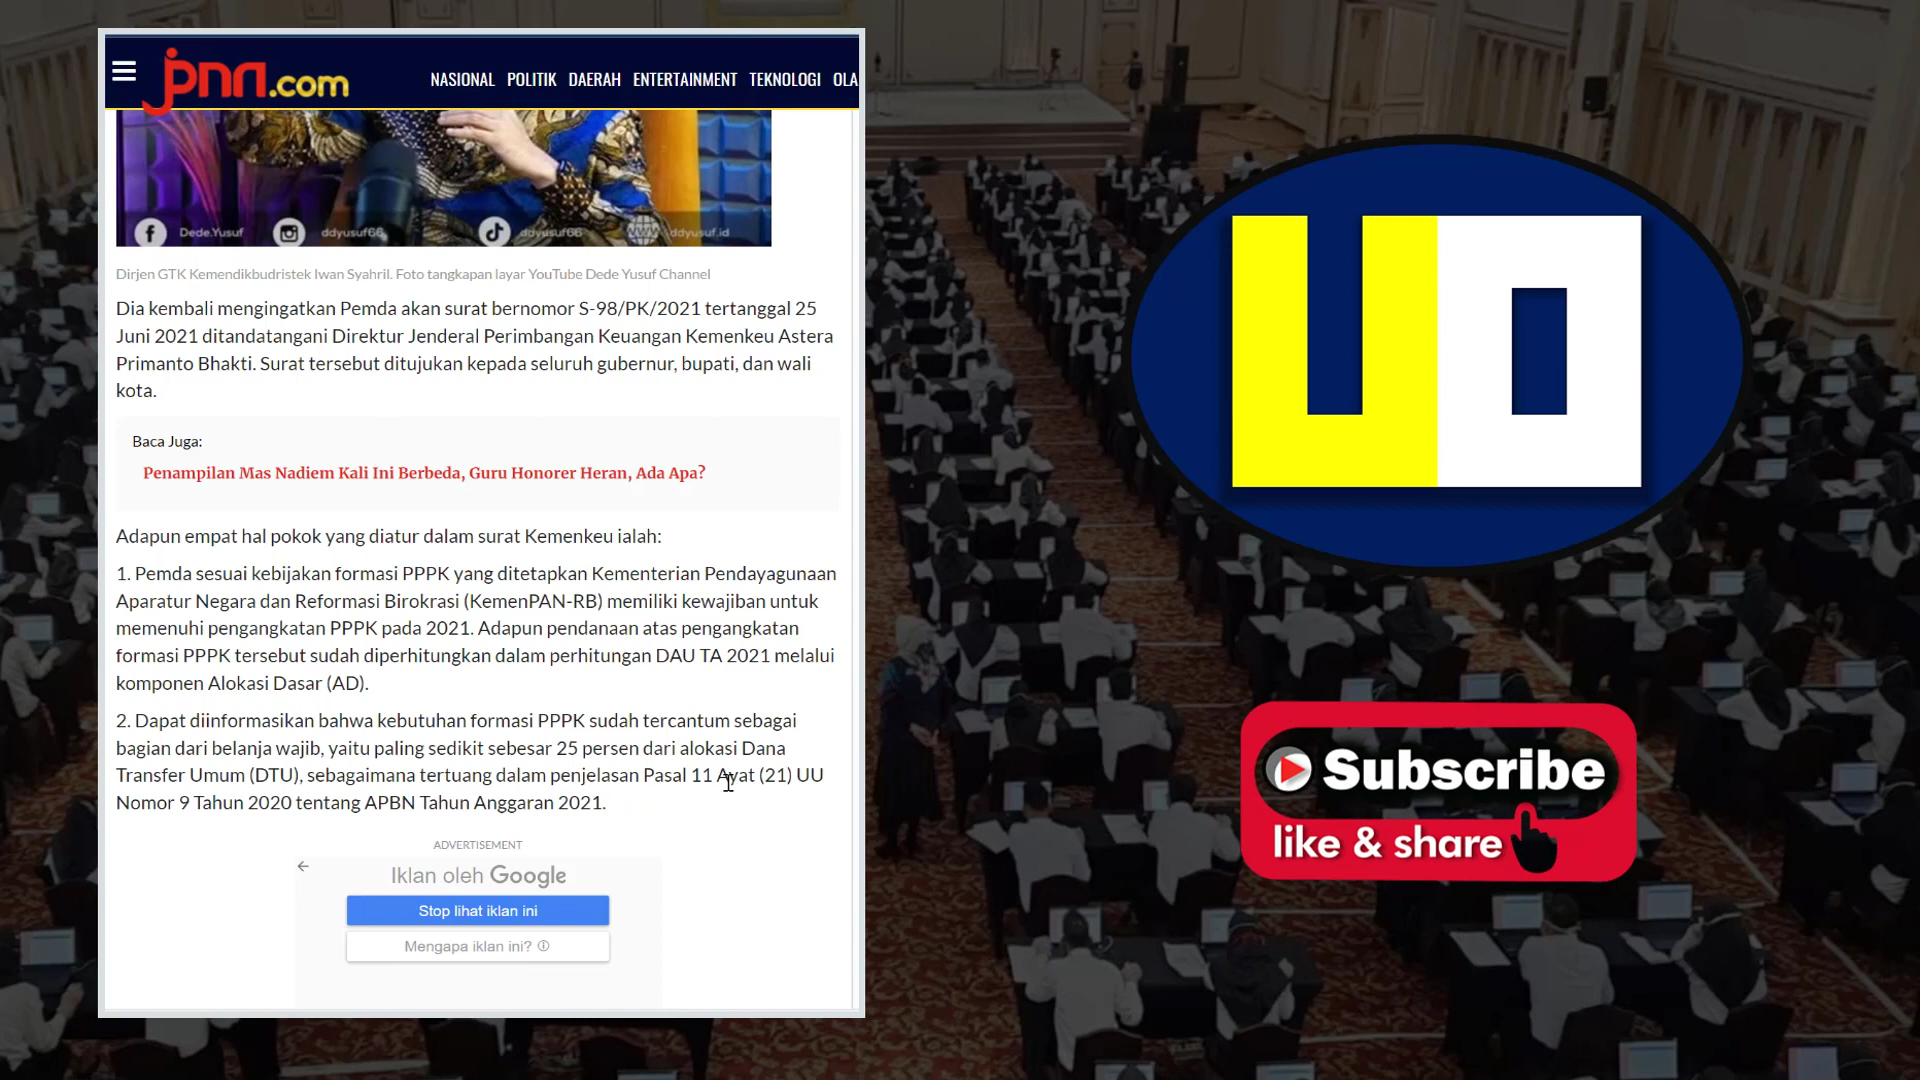 jpnn.com
NASIONAL POLITIK DAERAH ENTERTAINMENT TEKNOLOGI OLA
Dede.Yusuf ddyusuf66 ddyusuf66 ddyusuf.id
Dirjen GTK Kemendikbudristek Iwan Syahril. Foto tangkapan layar YouTube Dede Yusuf Channel
Dia kembali mengingatkan Pemda akan surat bernomor S-98/PK/2021 tertanggal 25
Juni 2021 ditandatangani Direktur Jenderal Perimbangan Keuangan Kemenkeu Astera
Primanto Bhakti. Surat tersebut ditujukan kepada seluruh gubernur, bupati, dan wali
kota.
Baca Juga:
Penampilan Mas Nadiem Kali Ini Berbeda, Guru Honorer Heran, Ada Apa?
Adapun empat hal pokok yang diatur dalam surat Kemenkeu ialah:
1. Pemda sesuai kebijakan formasi PPPK yang ditetapkan Kementerian Pendayagunaan
Aparatur Negara dan Reformasi Birokrasi (KemenPAN-RB) memiliki kewajiban untuk
memenuhi pengangkatan PPPK pada 2021. Adapun pendanaan atas pengangkatan
formasi PPPK tersebut sudah diperhitungkan dalam perhitungan DAU TA 2021 melalui
komponen Alokasi Dasar (AD).
2. Dapat diinformasikan bahwa kebutuhan formasi PPPK sudah tercantum sebagai
bagian dari belanja wajib, yaitu paling sedikit sebesar 25 persen dari alokasi Dana
Transfer Umum (DTU), sebagaimana tertuang dalam penjelasan Pasal 11 Ayat (21) UU
Nomor 9 Tahun 2020 tentang APBN Tahun Anggaran 2021.
ADVERTISEMENT
Iklan oleh Google
Stop lihat iklan ini
Mengapa iklan ini?
UO
Subscribe
like & share